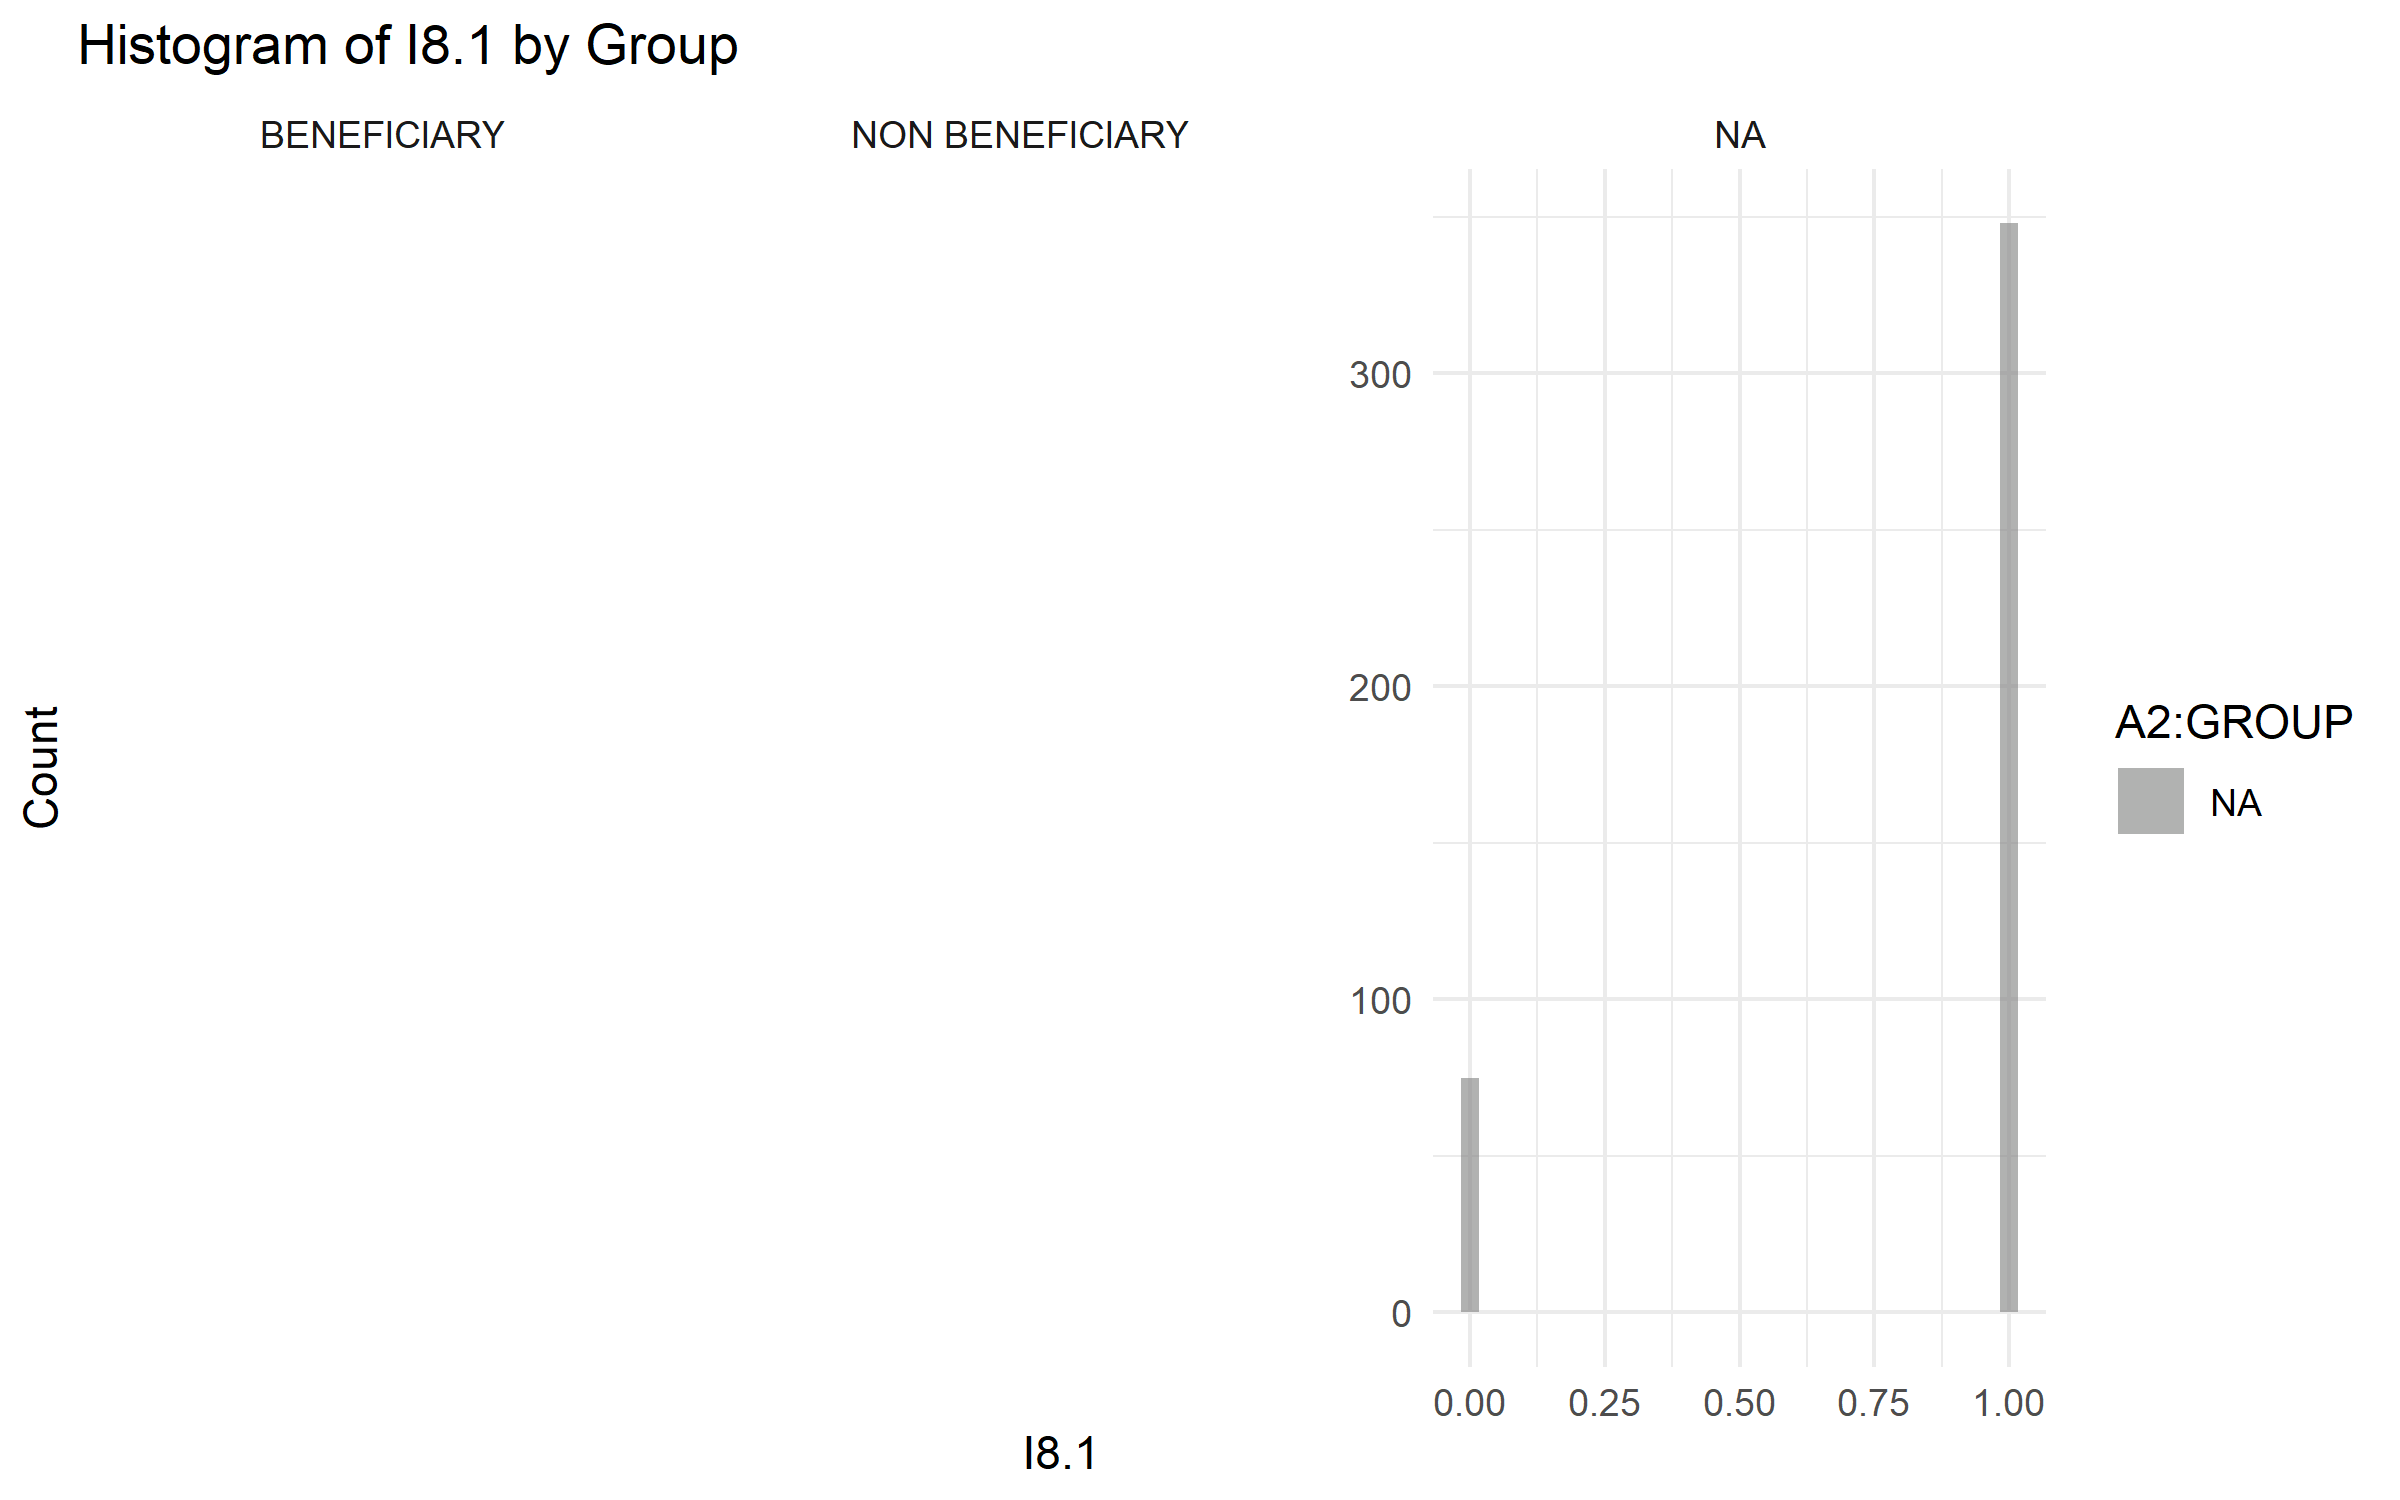 Histogram of I8.1 by Group
BENEFICIARY
NON BENEFICIARY
NA
Count
300
200
100
0
0.00 0.25 0.50 0.75 1.00
I8.1
A2:GROUP
NA